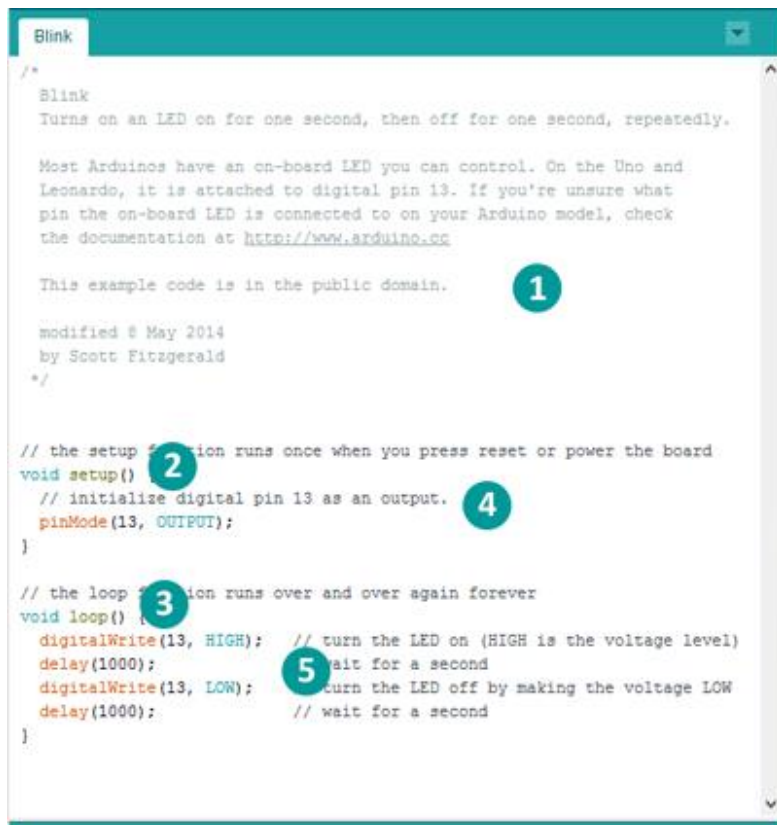 Blink
/*
  Blink
  Turns on an LED on for one second, then off for one second, repeatedly.

  Most Arduinos have an on-board LED you can control. On the Uno and
  Leonardo, it is attached to digital pin 13. If you're unsure what
  pin the on-board LED is connected to on your Arduino model, check
  the documentation at http://www.arduino.cc

  This example code is in the public domain.
1

  modified 8 May 2014
  by Scott Fitzgerald
 */

// the setup ion runs once when you press reset or power the board
2
void setup()
  // initialize digital pin 13 as an output.
4
  pinMode(13, OUTPUT);
}

// the loop ion runs over and over again forever
3
void loop() {
  digitalWrite(13, HIGH);   // turn the LED on (HIGH is the voltage level)
  delay(1000);              wait for a second
5
  digitalWrite(13, LOW);    turn the LED off by making the voltage LOW
  delay(1000);              // wait for a second
}